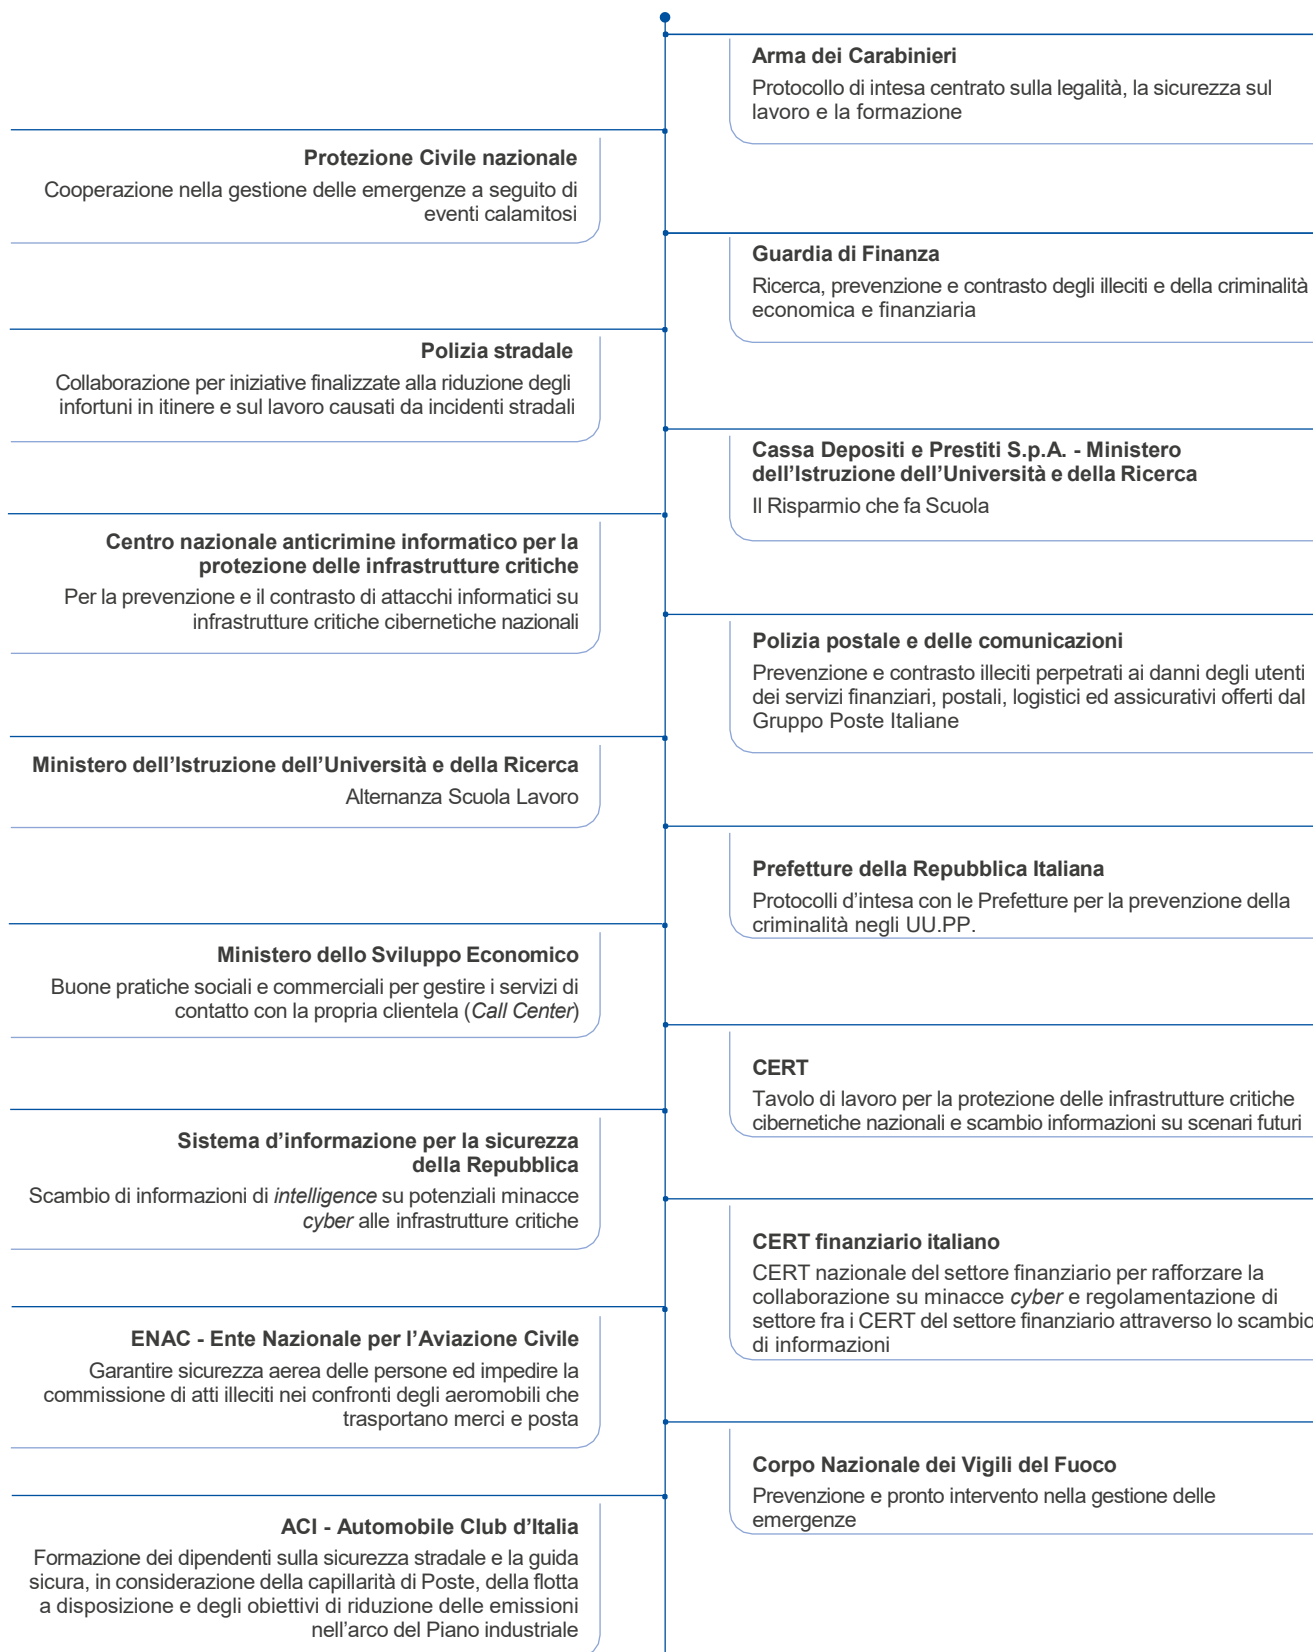 Arma dei Carabinieri
Protocollo di intesa centrato sulla legalità, la sicurezza sul
lavoro e la formazione
Protezione Civile nazionale
Cooperazione nella gestione delle emergenze a seguito di
eventi calamitosi
Guardia di Finanza
Ricerca, prevenzione e contrasto degli illeciti e della criminalità
economica e finanziaria
Polizia stradale
Collaborazione per iniziative finalizzate alla riduzione degli
infortuni in itinere e sul lavoro causati da incidenti stradali
Cassa Depositi e Prestiti S.p.A. - Ministero
dell’Istruzione dell’Università e della Ricerca
Il Risparmio che fa Scuola
Centro nazionale anticrimine informatico per la
protezione delle infrastrutture critiche
Per la prevenzione e il contrasto di attacchi informatici su
infrastrutture critiche cibernetiche nazionali
Polizia postale e delle comunicazioni
Prevenzione e contrasto illeciti perpetrati ai danni degli utenti
dei servizi finanziari, postali, logistici ed assicurativi offerti dal
Gruppo Poste Italiane
Ministero dell’Istruzione dell’Università e della Ricerca
Alternanza Scuola Lavoro
Prefetture della Repubblica Italiana
Protocolli d’intesa con le Prefetture per la prevenzione della
criminalità negli UU.PP.
Ministero dello Sviluppo Economico
Buone pratiche sociali e commerciali per gestire i servizi di
contatto con la propria clientela (Call Center)
CERT
Tavolo di lavoro per la protezione delle infrastrutture critiche
cibernetiche nazionali e scambio informazioni su scenari futuri
Sistema d’informazione per la sicurezza
della Repubblica
Scambio di informazioni di intelligence su potenziali minacce
cyber alle infrastrutture critiche
CERT finanziario italiano
CERT nazionale del settore finanziario per rafforzare la
collaborazione su minacce cyber e regolamentazione di
settore fra i CERT del settore finanziario attraverso lo scambio
di informazioni
ENAC - Ente Nazionale per l’Aviazione Civile
Garantire sicurezza aerea delle persone ed impedire la
commissione di atti illeciti nei confronti degli aeromobili che
trasportano merci e posta
Corpo Nazionale dei Vigili del Fuoco
Prevenzione e pronto intervento nella gestione delle
emergenze
ACI - Automobile Club d’Italia
Formazione dei dipendenti sulla sicurezza stradale e la guida
sicura, in considerazione della capillarità di Poste, della flotta
a disposizione e degli obiettivi di riduzione delle emissioni
nell’arco del Piano industriale